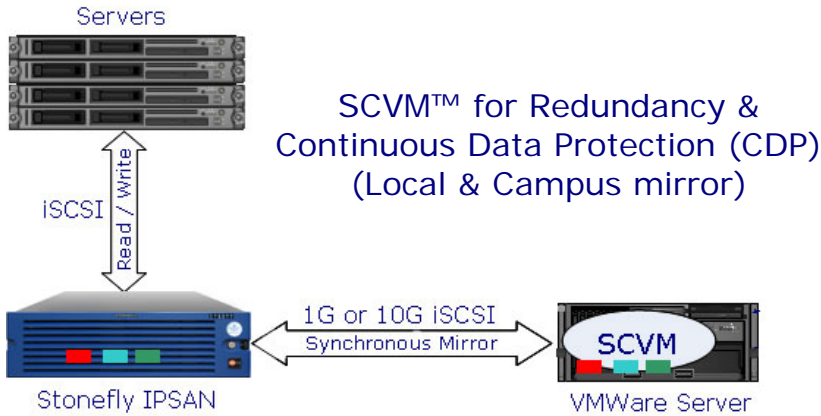 Servers
SCVM™ for Redundancy &
Continuous Data Protection (CDP)
(Local & Campus mirror)
iSCSI
Read / Write
1G or 10G iSCSI
Synchronous Mirror
SCVM
Stonefly IPSAN
VMWare Server